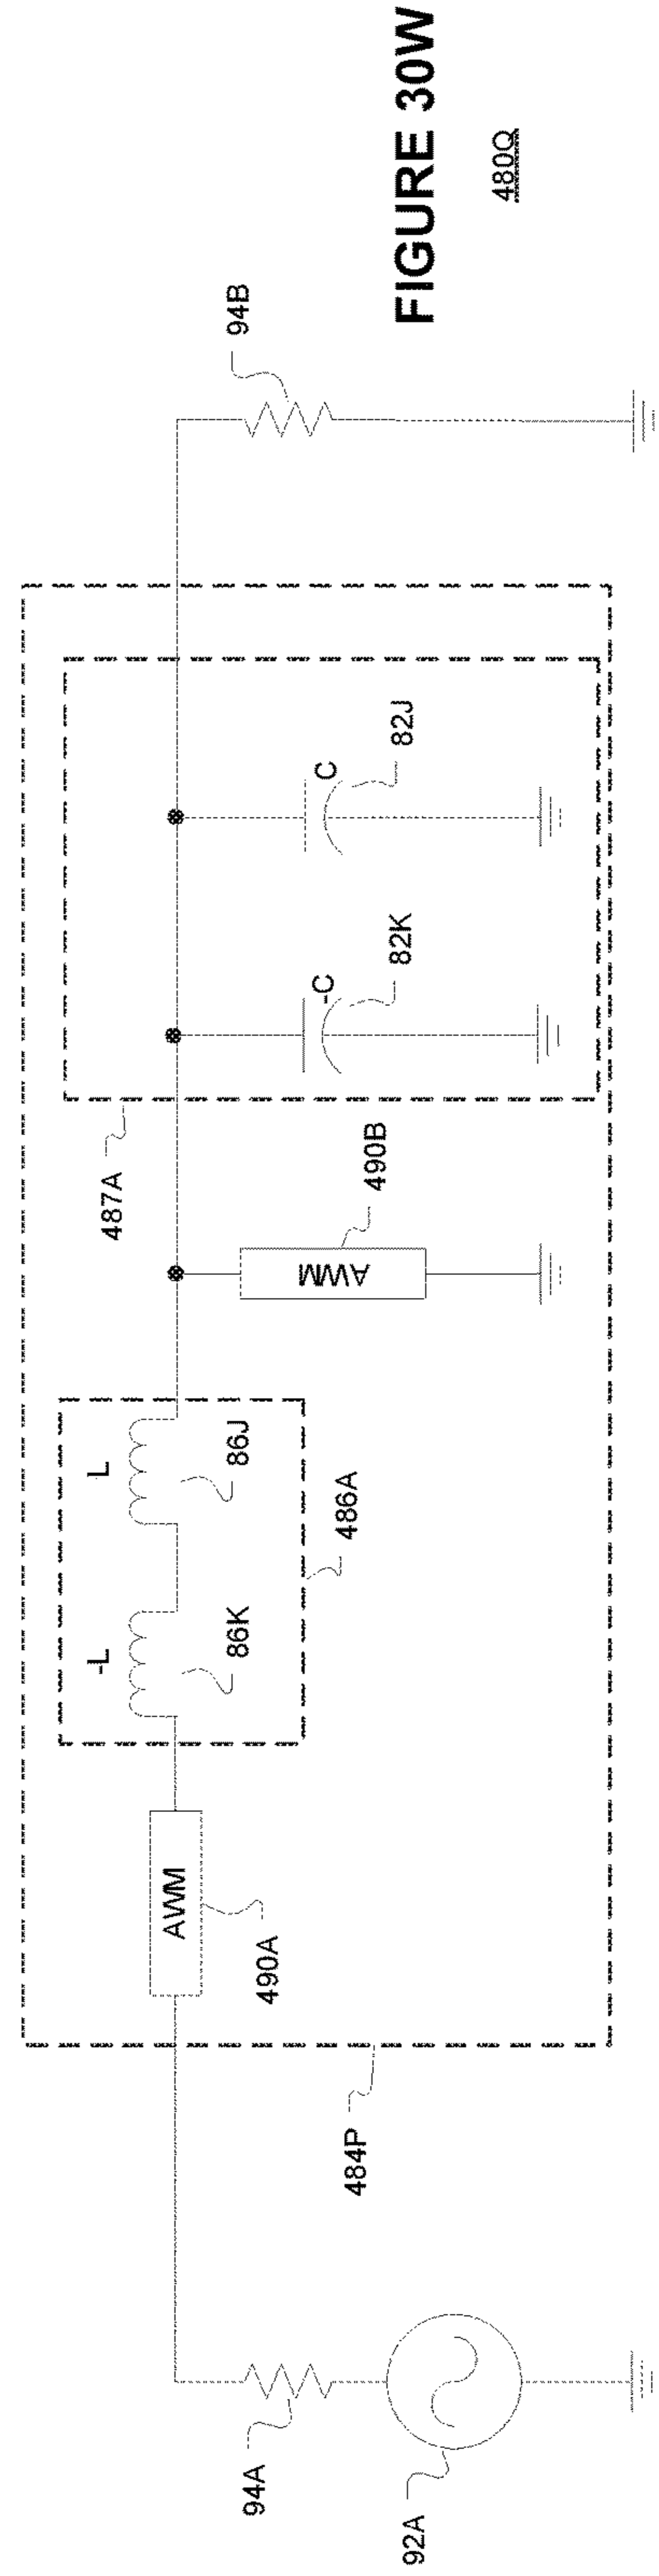 FIGURE 30W
480Q
94B
82J
C
82K
-C
487A
490B
AWM
L
86J
486A
-L
86K
AWM
490A
484P
94A
92A